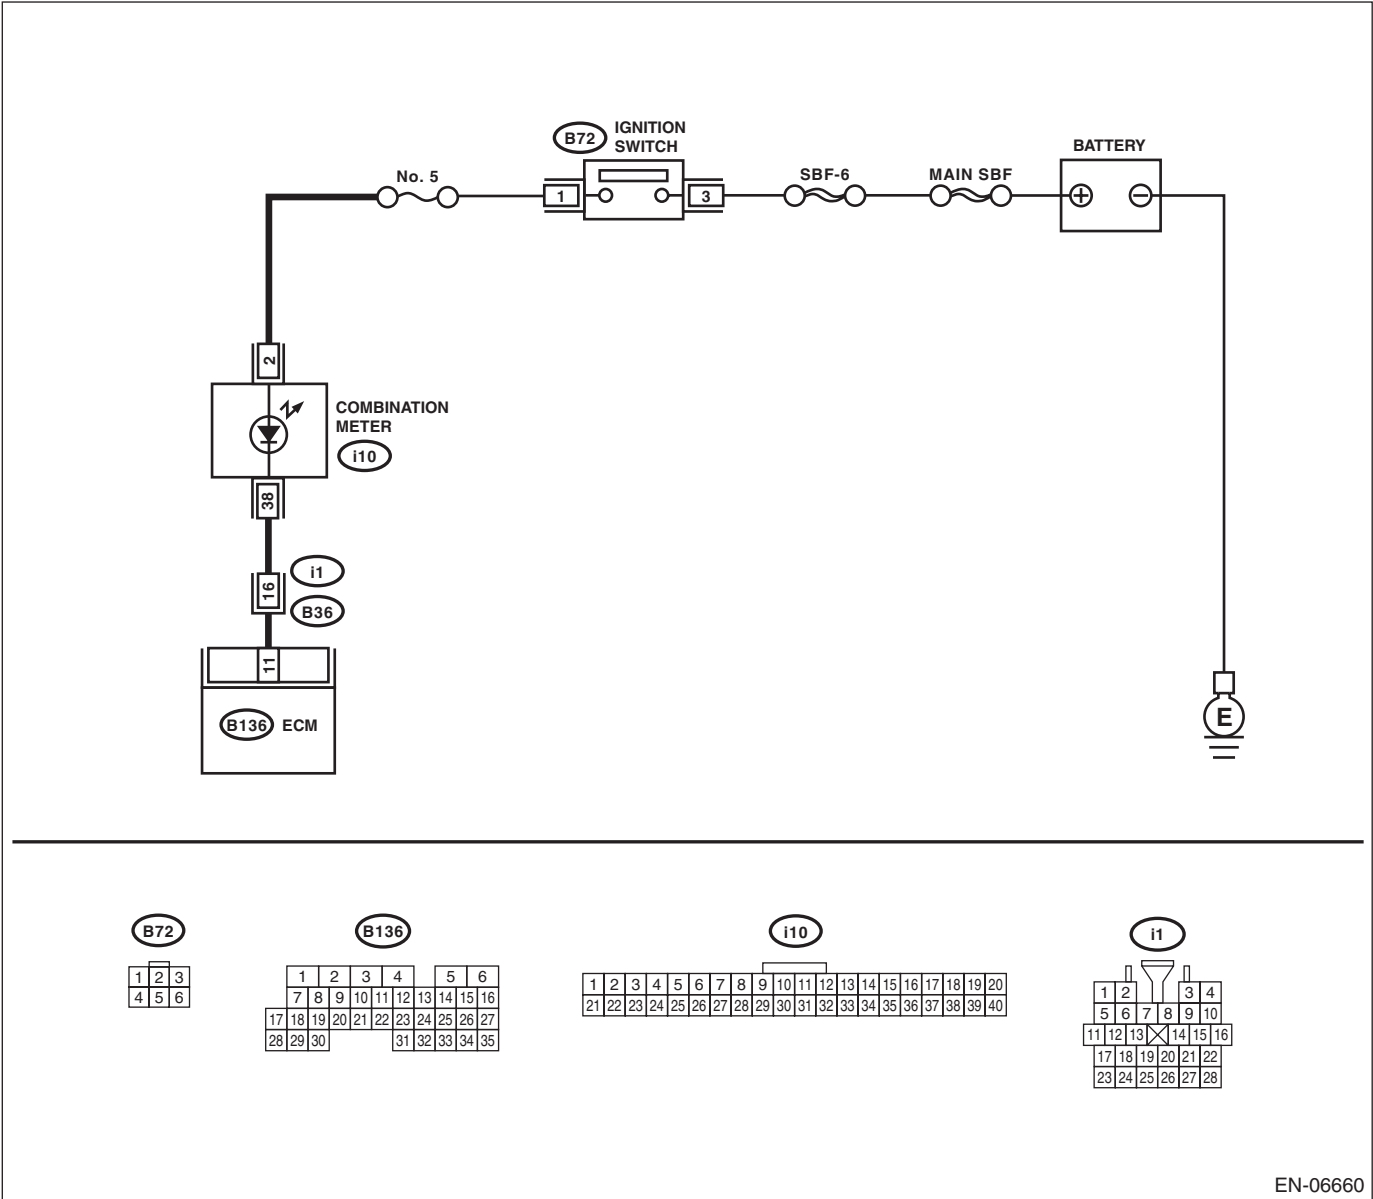 B72
IGNITION
SWITCH
BATTERY
No. 5
1
3
SBF-6
MAIN SBF
+
−
2
COMBINATION
METER
i10
38
i1
16
B36
11
B136
ECM
E
B72
1 2 3
4 5 6
B136
1 2 3 4 5 6
7 8 9 10 11 12 13 14 15 16
17 18 19 20 21 22 23 24 25 26 27
28 29 30 31 32 33 34 35
i10
1 2 3 4 5 6 7 8 9 10 11 12 13 14 15 16 17 18 19 20
21 22 23 24 25 26 27 28 29 30 31 32 33 34 35 36 37 38 39 40
i1
1 2 3 4
5 6 7 8 9 10
11 12 13 14 15 16
17 18 19 20 21 22
23 24 25 26 27 28
EN-06660